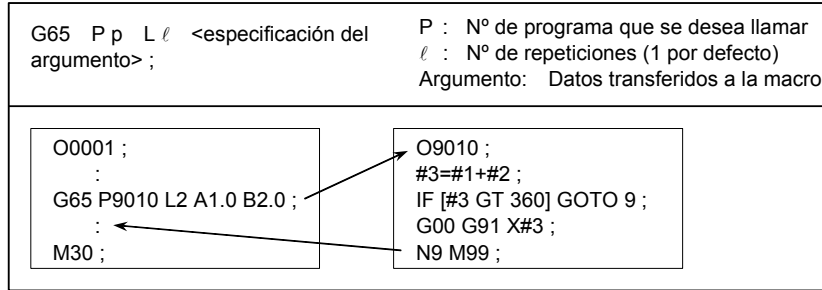 G65 P p L ℓ <especificación del
argumento> ;
P : Nº de programa que se desea llamar
ℓ : Nº de repeticiones (1 por defecto)
Argumento: Datos transferidos a la macro
O0001 ;
:
G65 P9010 L2 A1.0 B2.0 ;
:
M30 ;
O9010 ;
#3=#1+#2 ;
IF [#3 GT 360] GOTO 9 ;
G00 G91 X#3 ;
N9 M99 ;